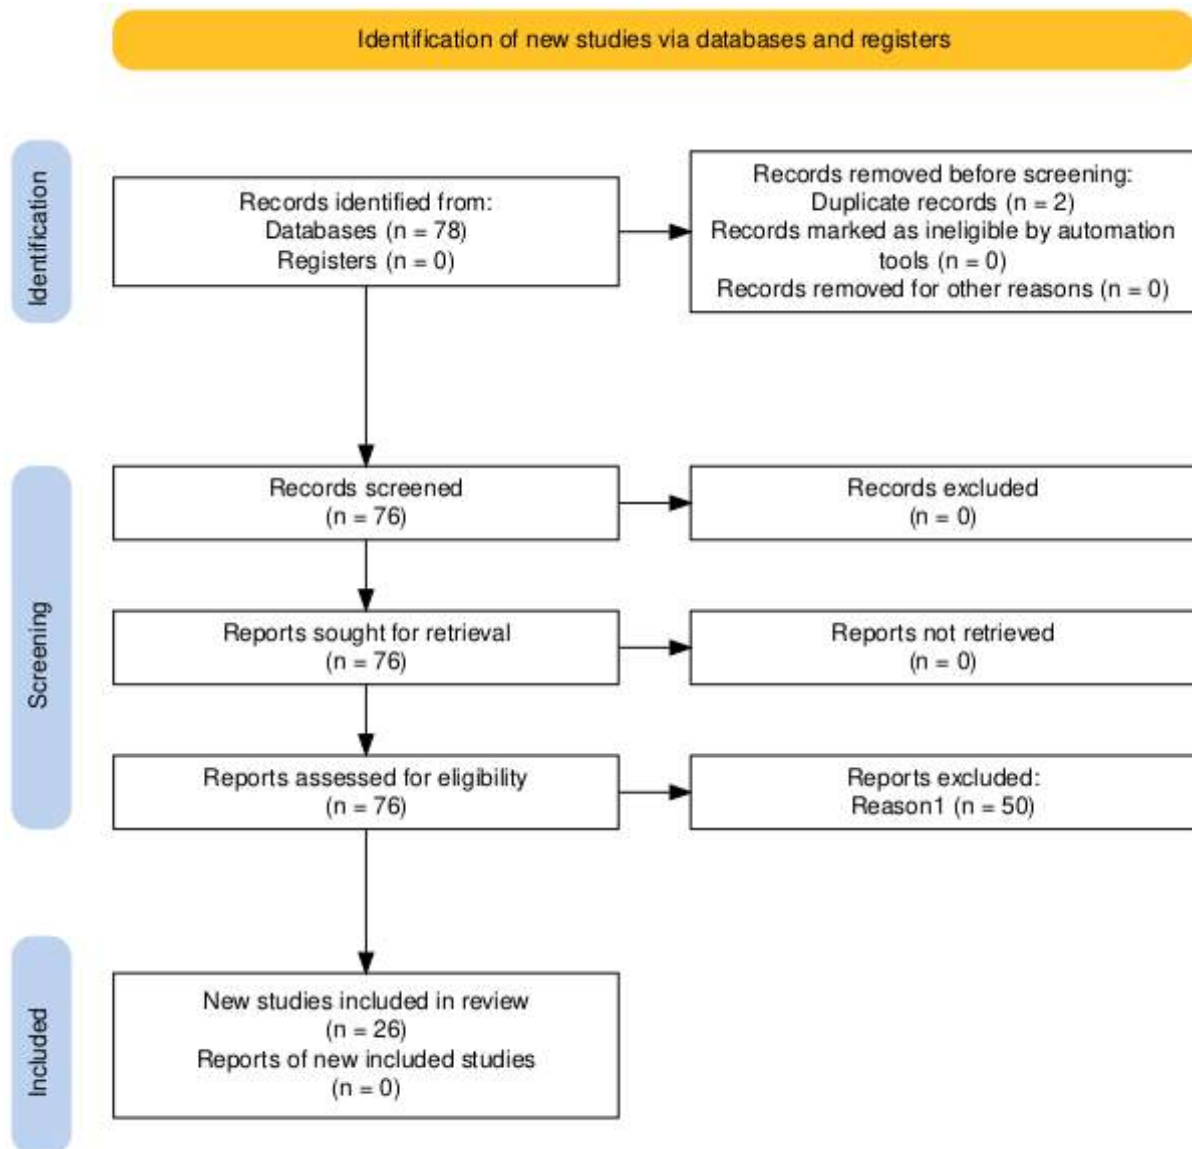 Identification of new studies via databases and registers
Identification
Records identified from:
Databases (n = 78)
Registers (n = 0)
Records removed before screening:
Duplicate records (n = 2)
Records marked as ineligible by automation
tools (n = 0)
Records removed for other reasons (n = 0)
Screening
Records screened
(n = 76)
Records excluded
(n = 0)
Reports sought for retrieval
(n = 76)
Reports not retrieved
(n = 0)
Reports assessed for eligibility
(n = 76)
Reports excluded:
Reason1 (n = 50)
Included
New studies included in review
(n = 26)
Reports of new included studies
(n = 0)